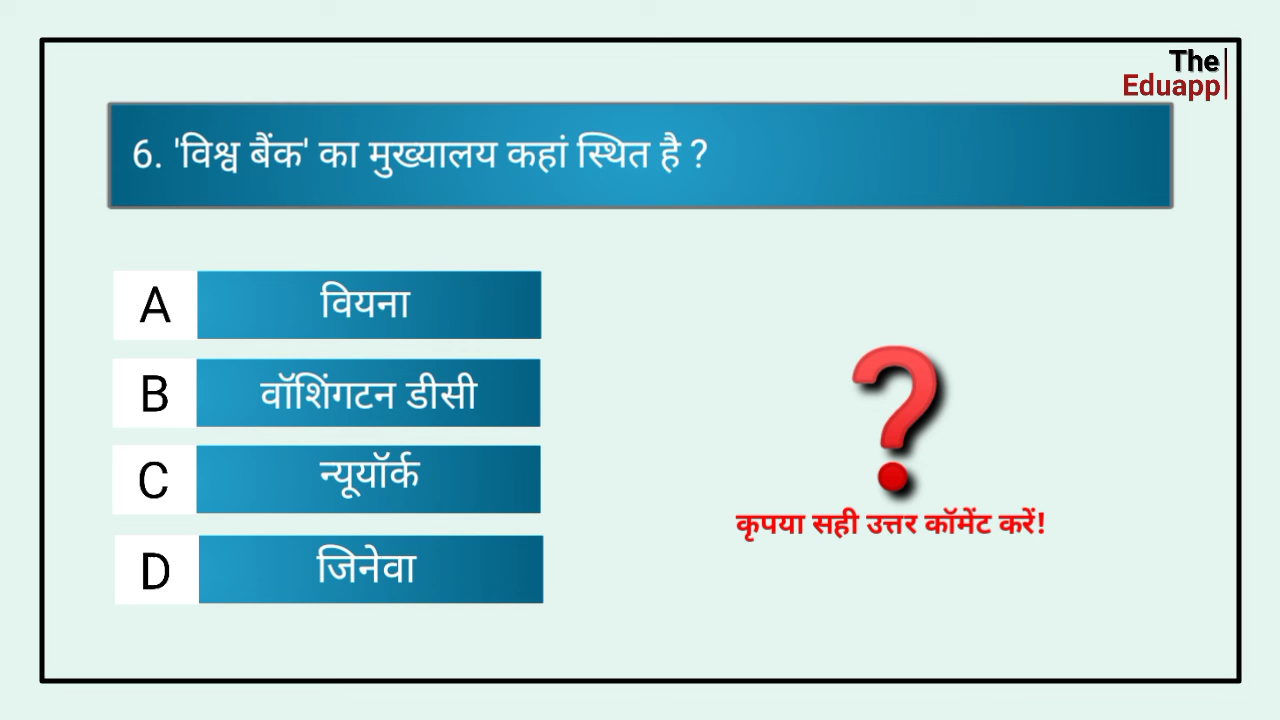 The
Eduapp
6. 'विश्व बैंक' का मुख्यालय कहां स्थित है ?
A वियना
B वॉशिंगटन डीसी
C न्यूयॉर्क
D जिनेवा
कृपया सही उत्तर कॉमेंट करें!